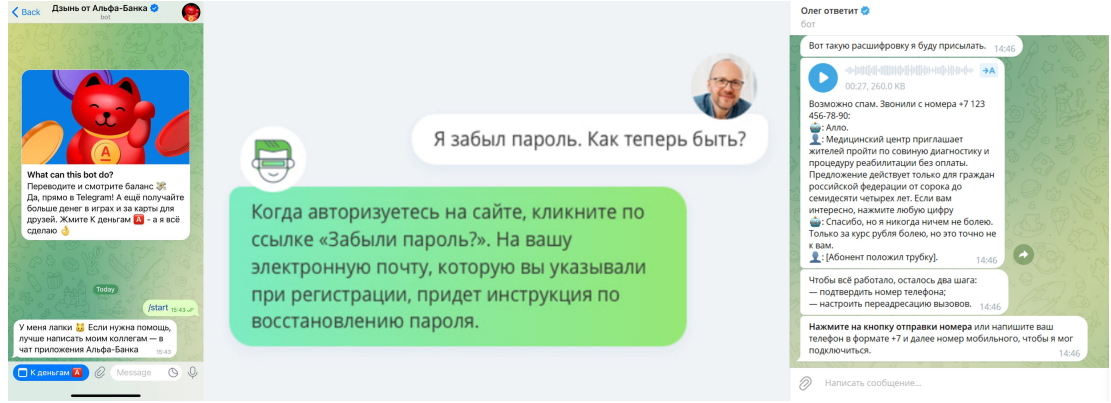 Back
Дзынь от Альфа-Банка
bot
What can this bot do?
Переводите и смотрите баланс 💸
Да, прямо в Telegram! А ещё получайте
больше денег в играх и за карты для
друзей. Жмите К деньгам 🅰 – а я всё
сделаю 👌
Today
/start 15:43
У меня лапки 🐱 Если нужна помощь,
лучше написать моим коллегам — в
чат приложения Альфа-Банка 15:43
К деньгам 🅰
Message
Я забыл пароль. Как теперь быть?
Когда авторизуетесь на сайте, кликните по
ссылке «Забыли пароль?». На вашу
электронную почту, которую вы указывали
при регистрации, придет инструкция по
восстановлению пароля.
Олег ответит
бот
Вот такую расшифровку я буду присылать. 14:46
→A
00:27, 260.0 KB
Возможно спам. Звонили с номера +7 123
456-78-90:
🤖: Алло.
👤: Медицинский центр приглашает
жителей пройти по свиную диагностику и
процедуру реабилитации без оплаты.
Предложение действует только для граждан
российской федерации от сорока до
семидесяти четырех лет. Если вам
интересно, нажмите любую цифру
🤖: Спасибо, но я никогда ничем не болею.
Только за курс рубля болею, но это точно не
к вам.
👤: [Абонент положил трубку]. 14:46
Чтобы всё работало, осталось два шага:
— подтвердить номер телефона;
— настроить переадресацию вызовов. 14:46
Нажмите на кнопку отправки номера или напишите ваш
телефон в формате +7 и далее номер мобильного, чтобы я мог
подключиться. 14:46
Написать сообщение...